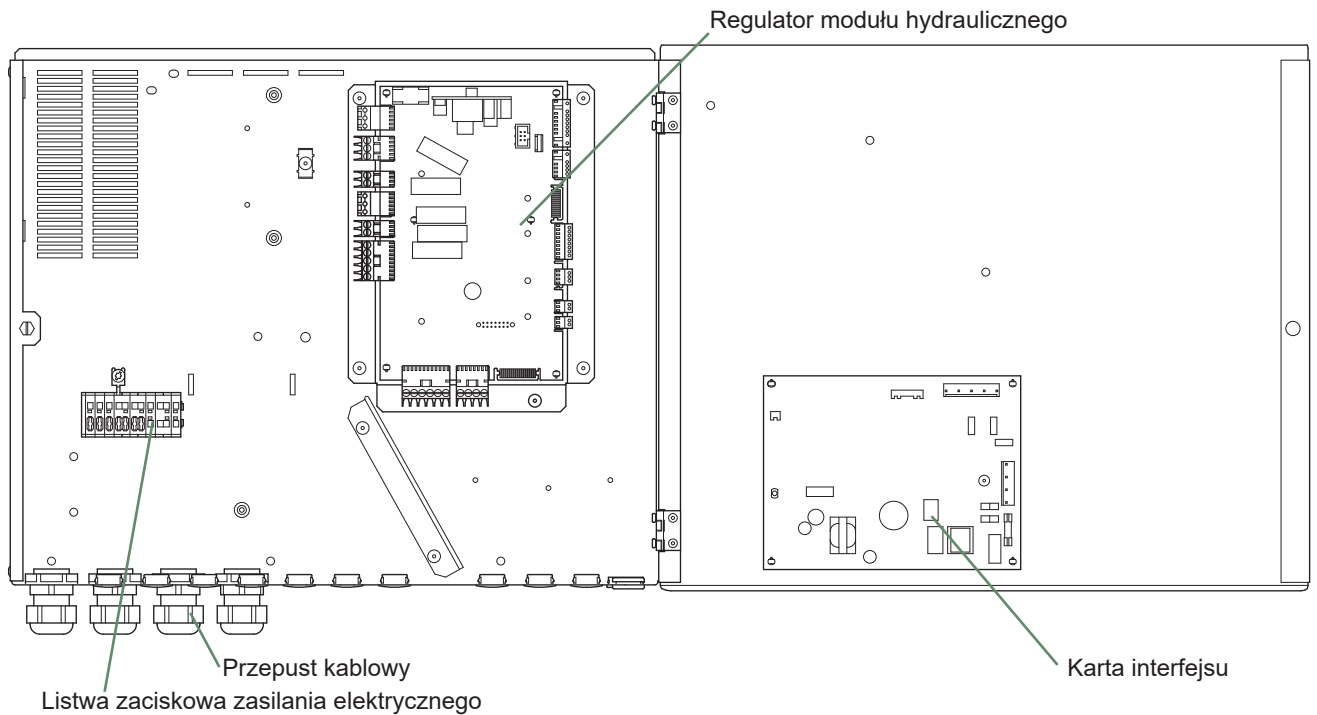 Regulator modułu hydraulicznego
Przepust kablowy
Karta interfejsu
Listwa zaciskowa zasilania elektrycznego